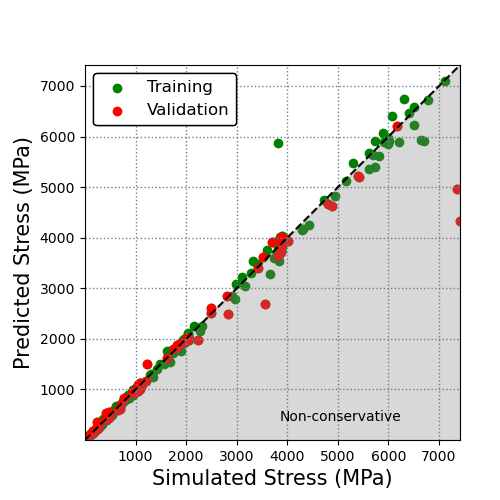 Training
Validation
7000
6000
5000
4000
3000
2000
1000
Predicted Stress (MPa)
Non-conservative
1000 2000 3000 4000 5000 6000 7000
Simulated Stress (MPa)